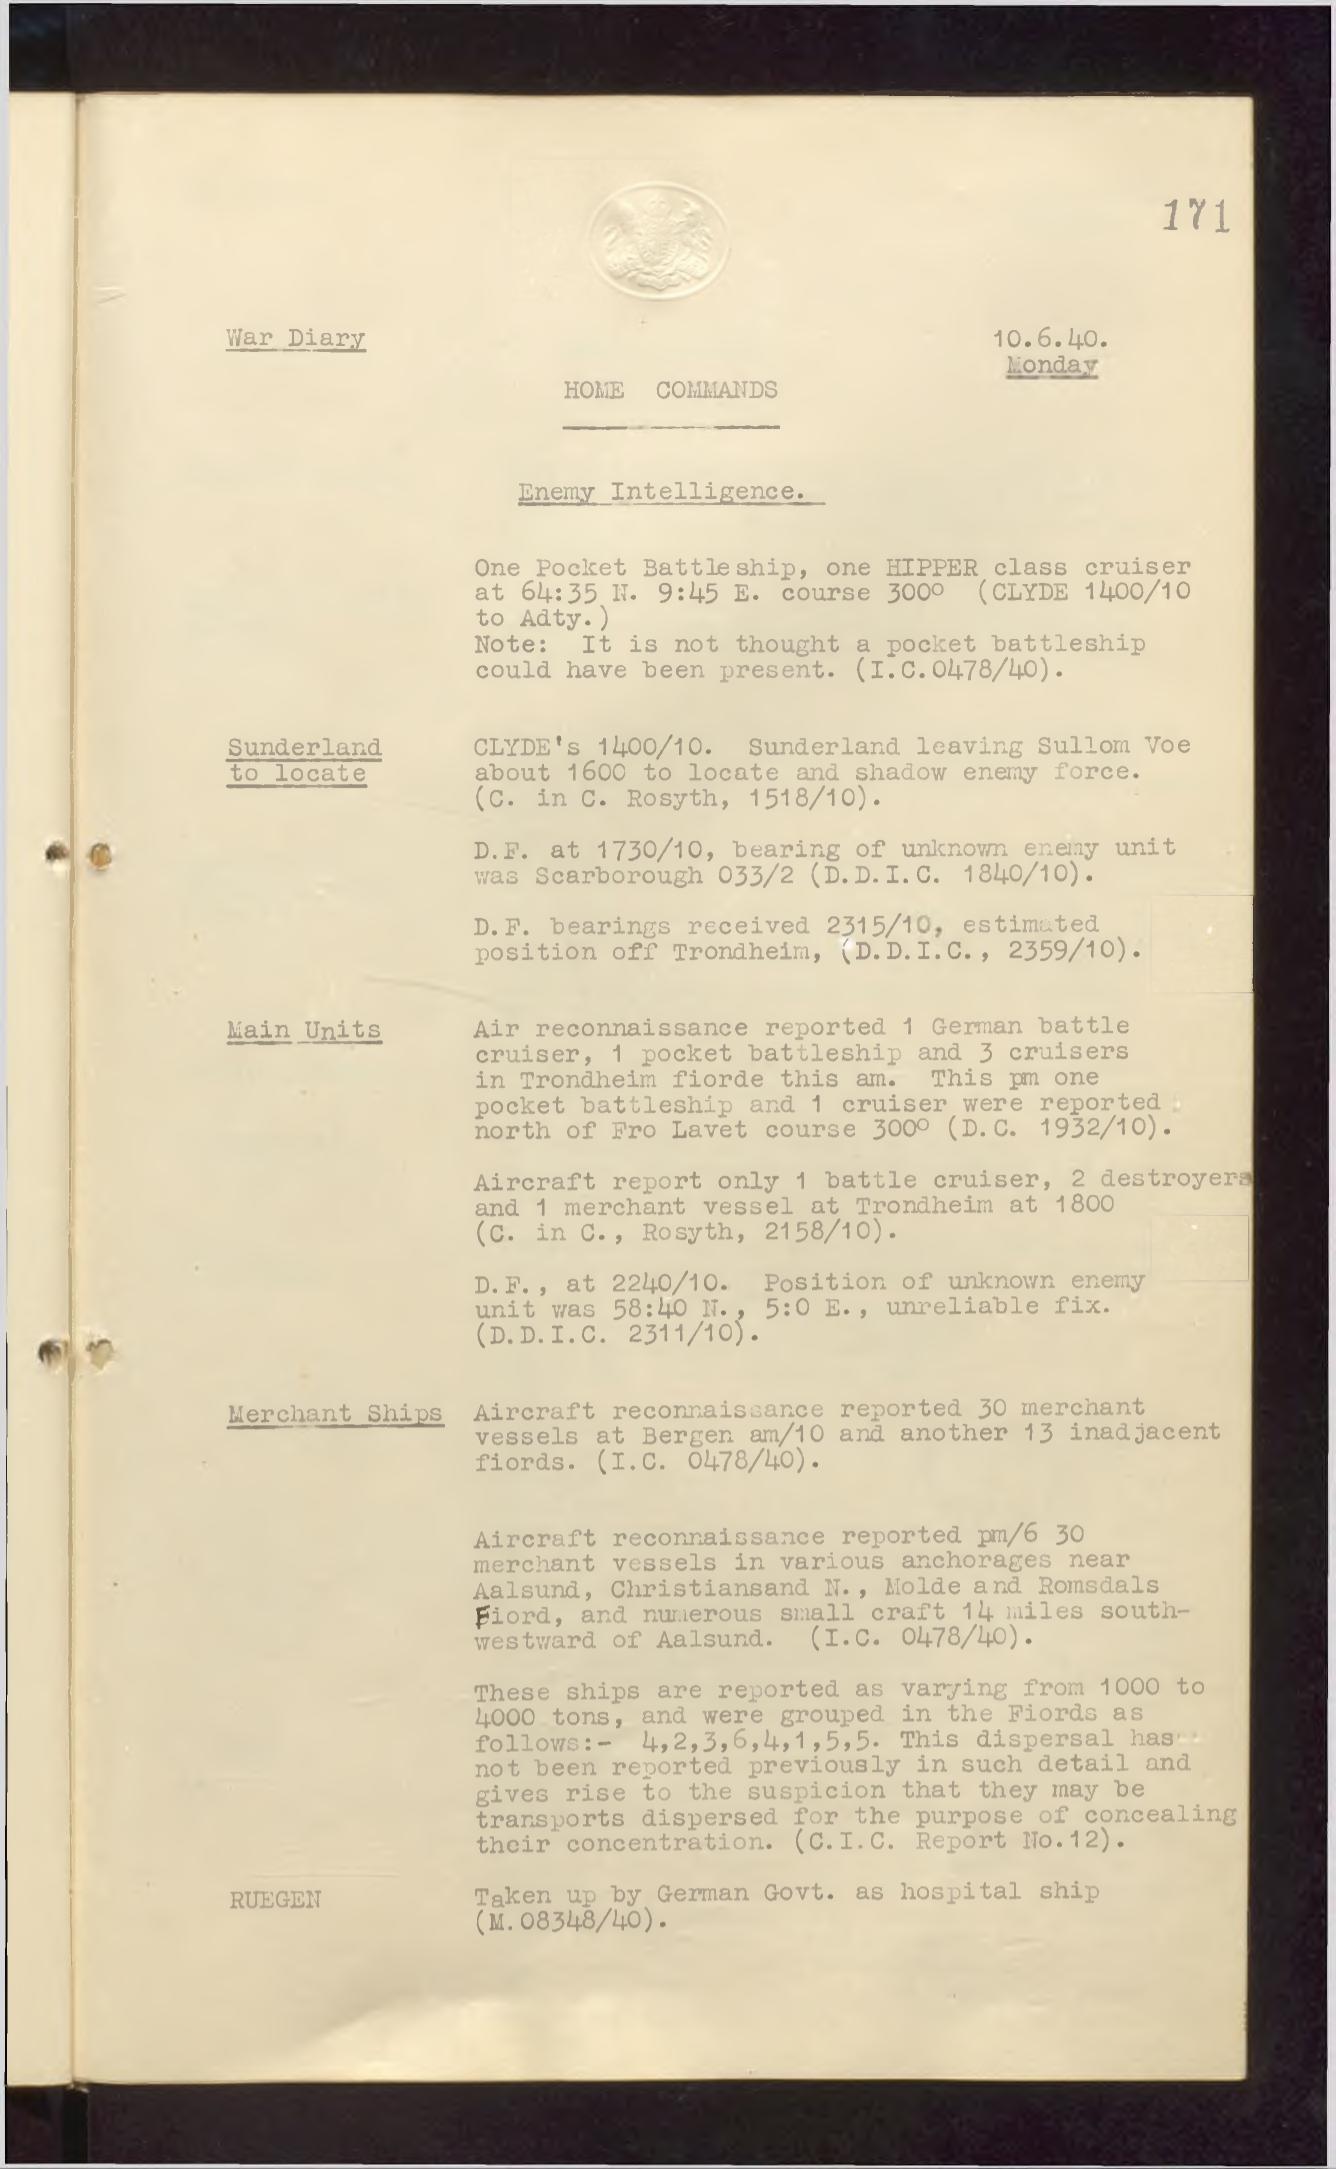 171
War Diary
10.6.40.
Monday
HOME COMMANDS
Enemy Intelligence.
One Pocket Battleship, one HIPPER class cruiser
at 64:35 N. 9:45 E. course 300° (CLYDE 1400/10
to Adty.)
Note: It is not thought a pocket battleship
could have been present. (I.C.0478/40).
Sunderland
to locate
CLYDE's 1400/10. Sunderland leaving Sullom Voe
about 1600 to locate and shadow enemy force.
(C. in C. Rosyth, 1518/10).
D.F. at 1730/10, bearing of unknown enemy unit
was Scarborough 033/2 (D.D.I.C. 1840/10).
D.F. bearings received 2315/10, estimated
position off Trondheim, (D.D.I.C., 2359/10).
Main Units
Air reconnaissance reported 1 German battle
cruiser, 1 pocket battleship and 3 cruisers
in Trondheim fiorde this am. This pm one
pocket battleship and 1 cruiser were reported
north of Fro Lavet course 300° (D.C. 1932/10).
Aircraft report only 1 battle cruiser, 2 destroyers
and 1 merchant vessel at Trondheim at 1800
(C. in C., Rosyth, 2158/10).
D.F., at 2240/10. Position of unknown enemy
unit was 58:40 N., 5:0 E., unreliable fix.
(D.D.I.C. 2311/10).
Merchant Ships
Aircraft reconnaissance reported 30 merchant
vessels at Bergen am/10 and another 13 inadjacent
fiords. (I.C. 0478/40).
Aircraft reconnaissance reported pm/6 30
merchant vessels in various anchorages near
Aalsund, Christiansand N., Molde and Romsdals
Fiord, and numerous small craft 14 miles south-
westward of Aalsund. (I.C. 0478/40).
These ships are reported as varying from 1000 to
4000 tons, and were grouped in the Fiords as
follows:- 4,2,3,6,4,1,5,5. This dispersal has
not been reported previously in such detail and
gives rise to the suspicion that they may be
transports dispersed for the purpose of concealing
their concentration. (C.I.C. Report No.12).
RUEGEN
Taken up by German Govt. as hospital ship
(M.08348/40).